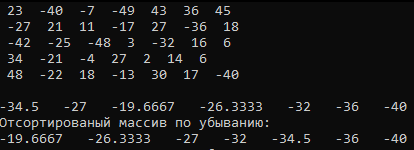 23 -40 -7 -49 43 36 45
-27 21 11 -17 27 -36 18
-42 -25 -48 3 -32 16 6
34 -21 -4 27 2 14 6
48 -22 18 -13 30 17 -40
-34.5 -27 -19.6667 -26.3333 -32 -36 -40
Отсортированый массив по убыванию:
-19.6667 -26.3333 -27 -32 -34.5 -36 -40